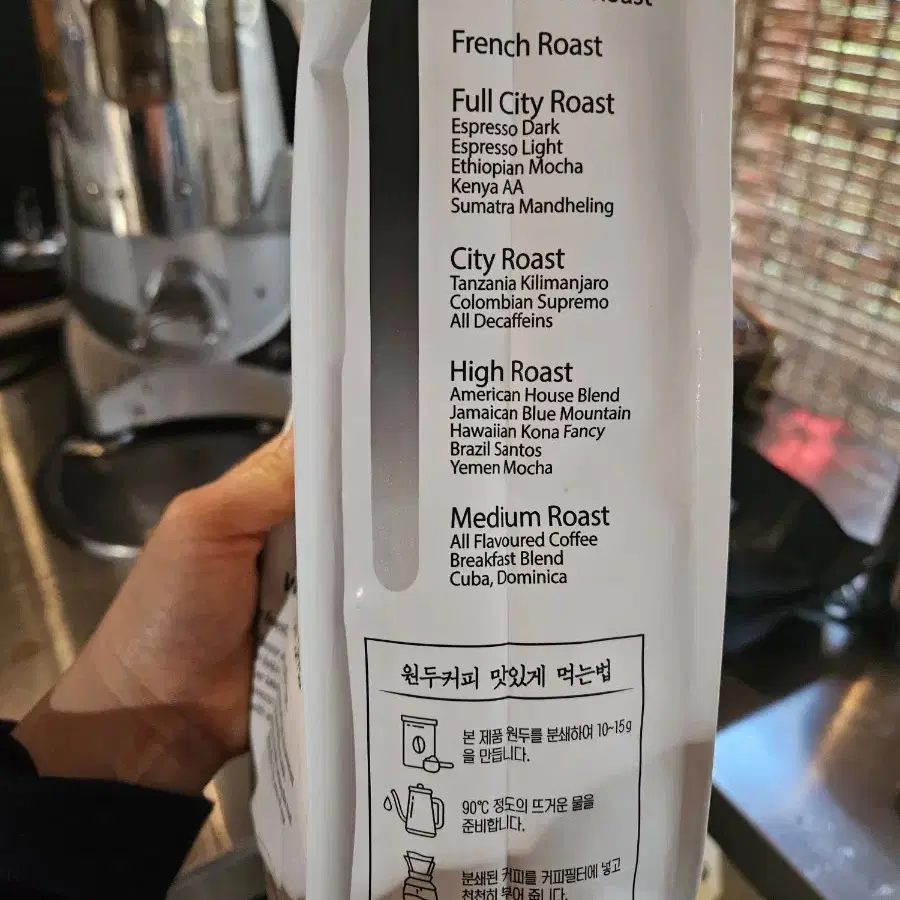 Roast
French Roast
Full City Roast
Espresso Dark
Espresso Light
Ethiopian Mocha
Kenya AA
Sumatra Mandheling
City Roast
Tanzania Kilimanjaro
Colombian Supremo
All Decaffeins
High Roast
American House Blend
Jamaican Blue Mountain
Hawaiian Kona Fancy
Brazil Santos
Yemen Mocha
Medium Roast
All Flavoured Coffee
Breakfast Blend
Cuba, Dominica
원두커피 맛있게 먹는법
본 제품 원두를 분쇄하여 10~15g
을 만듭니다.
90℃ 정도의 뜨거운 물을
준비합니다.
분쇄된 커피를 커피필터에 넣고
천천히 부어 줍니다.